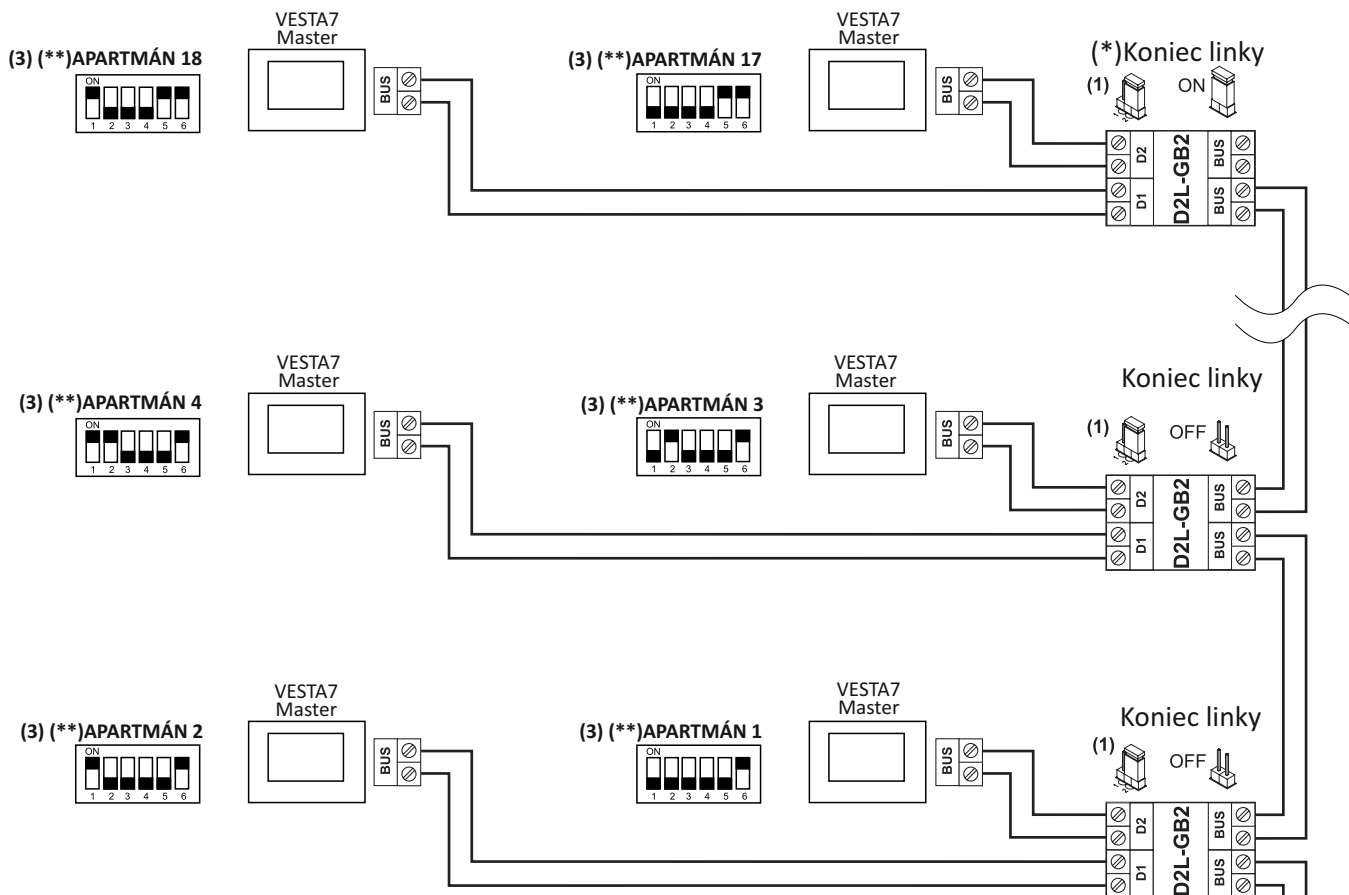 VESTA7
Master
(3) (**)APARTMÁN 18
ON
1 2 3 4 5 6
BUS
VESTA7
Master
(3) (**)APARTMÁN 17
ON
1 2 3 4 5 6
BUS
(*)Koniec linky
(1)
ON
D2
D1
D2L-GB2
BUS
BUS
VESTA7
Master
(3) (**)APARTMÁN 4
ON
1 2 3 4 5 6
BUS
VESTA7
Master
(3) (**)APARTMÁN 3
ON
1 2 3 4 5 6
BUS
Koniec linky
(1)
OFF
D2
D1
D2L-GB2
BUS
BUS
VESTA7
Master
(3) (**)APARTMÁN 2
ON
1 2 3 4 5 6
BUS
VESTA7
Master
(3) (**)APARTMÁN 1
ON
1 2 3 4 5 6
BUS
Koniec linky
(1)
OFF
D2
D1
D2L-GB2
BUS
BUS